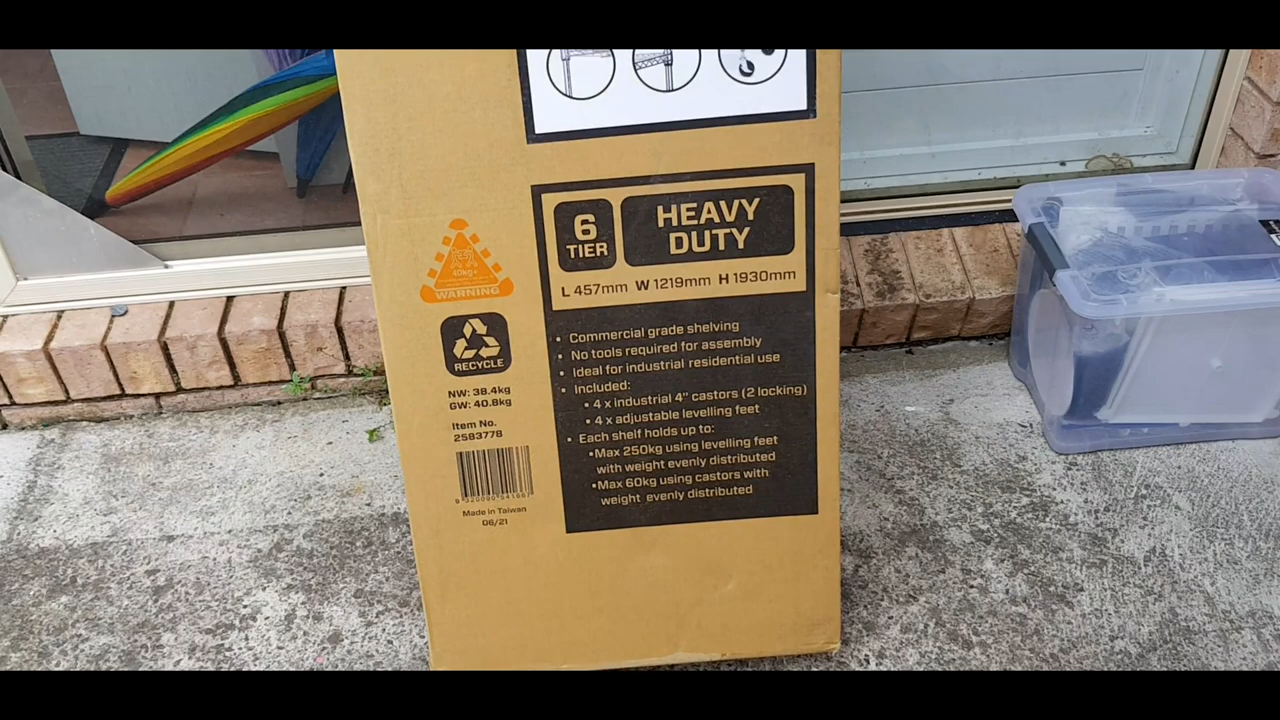 6
TIER
HEAVY
DUTY
L 457mm W 1219mm H 1930mm
40kg+
WARNING
RECYCLE
NW: 38.4kg
GW: 40.8kg
Item No.
2583778
Made in Taiwan
06/21
• Commercial grade shelving
• No tools required for assembly
• Ideal for industrial residential use
• Included:
• 4 x industrial 4" castors (2 locking)
• 4 x adjustable levelling feet
• Each shelf holds up to:
•Max 250kg using levelling feet
with weight evenly distributed
•Max 60kg using castors with
weight evenly distributed